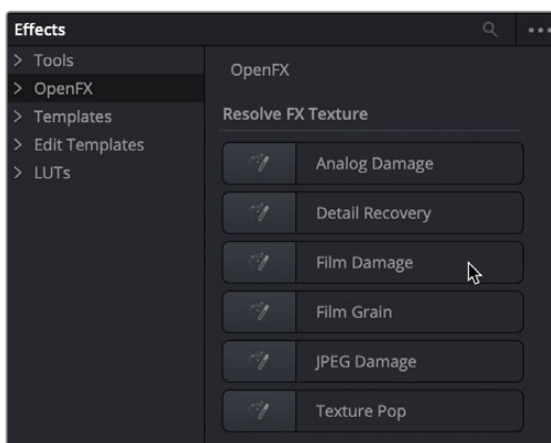 Effects
> Tools
> OpenFX
> Templates
> Edit Templates
> LUTs
OpenFX
Resolve FX Texture
Analog Damage
Detail Recovery
Film Damage
Film Grain
JPEG Damage
Texture Pop